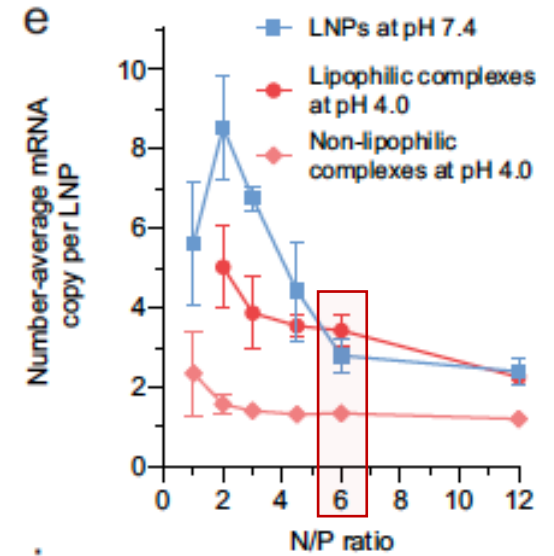 e
LNPs at pH 7.4
Lipophilic complexes
at pH 4.0
Non-lipophilic
complexes at pH 4.0
Number-average mRNA
copy per LNP
10
8
6
4
2
0
0 2 4 6 8 10 12
N/P ratio